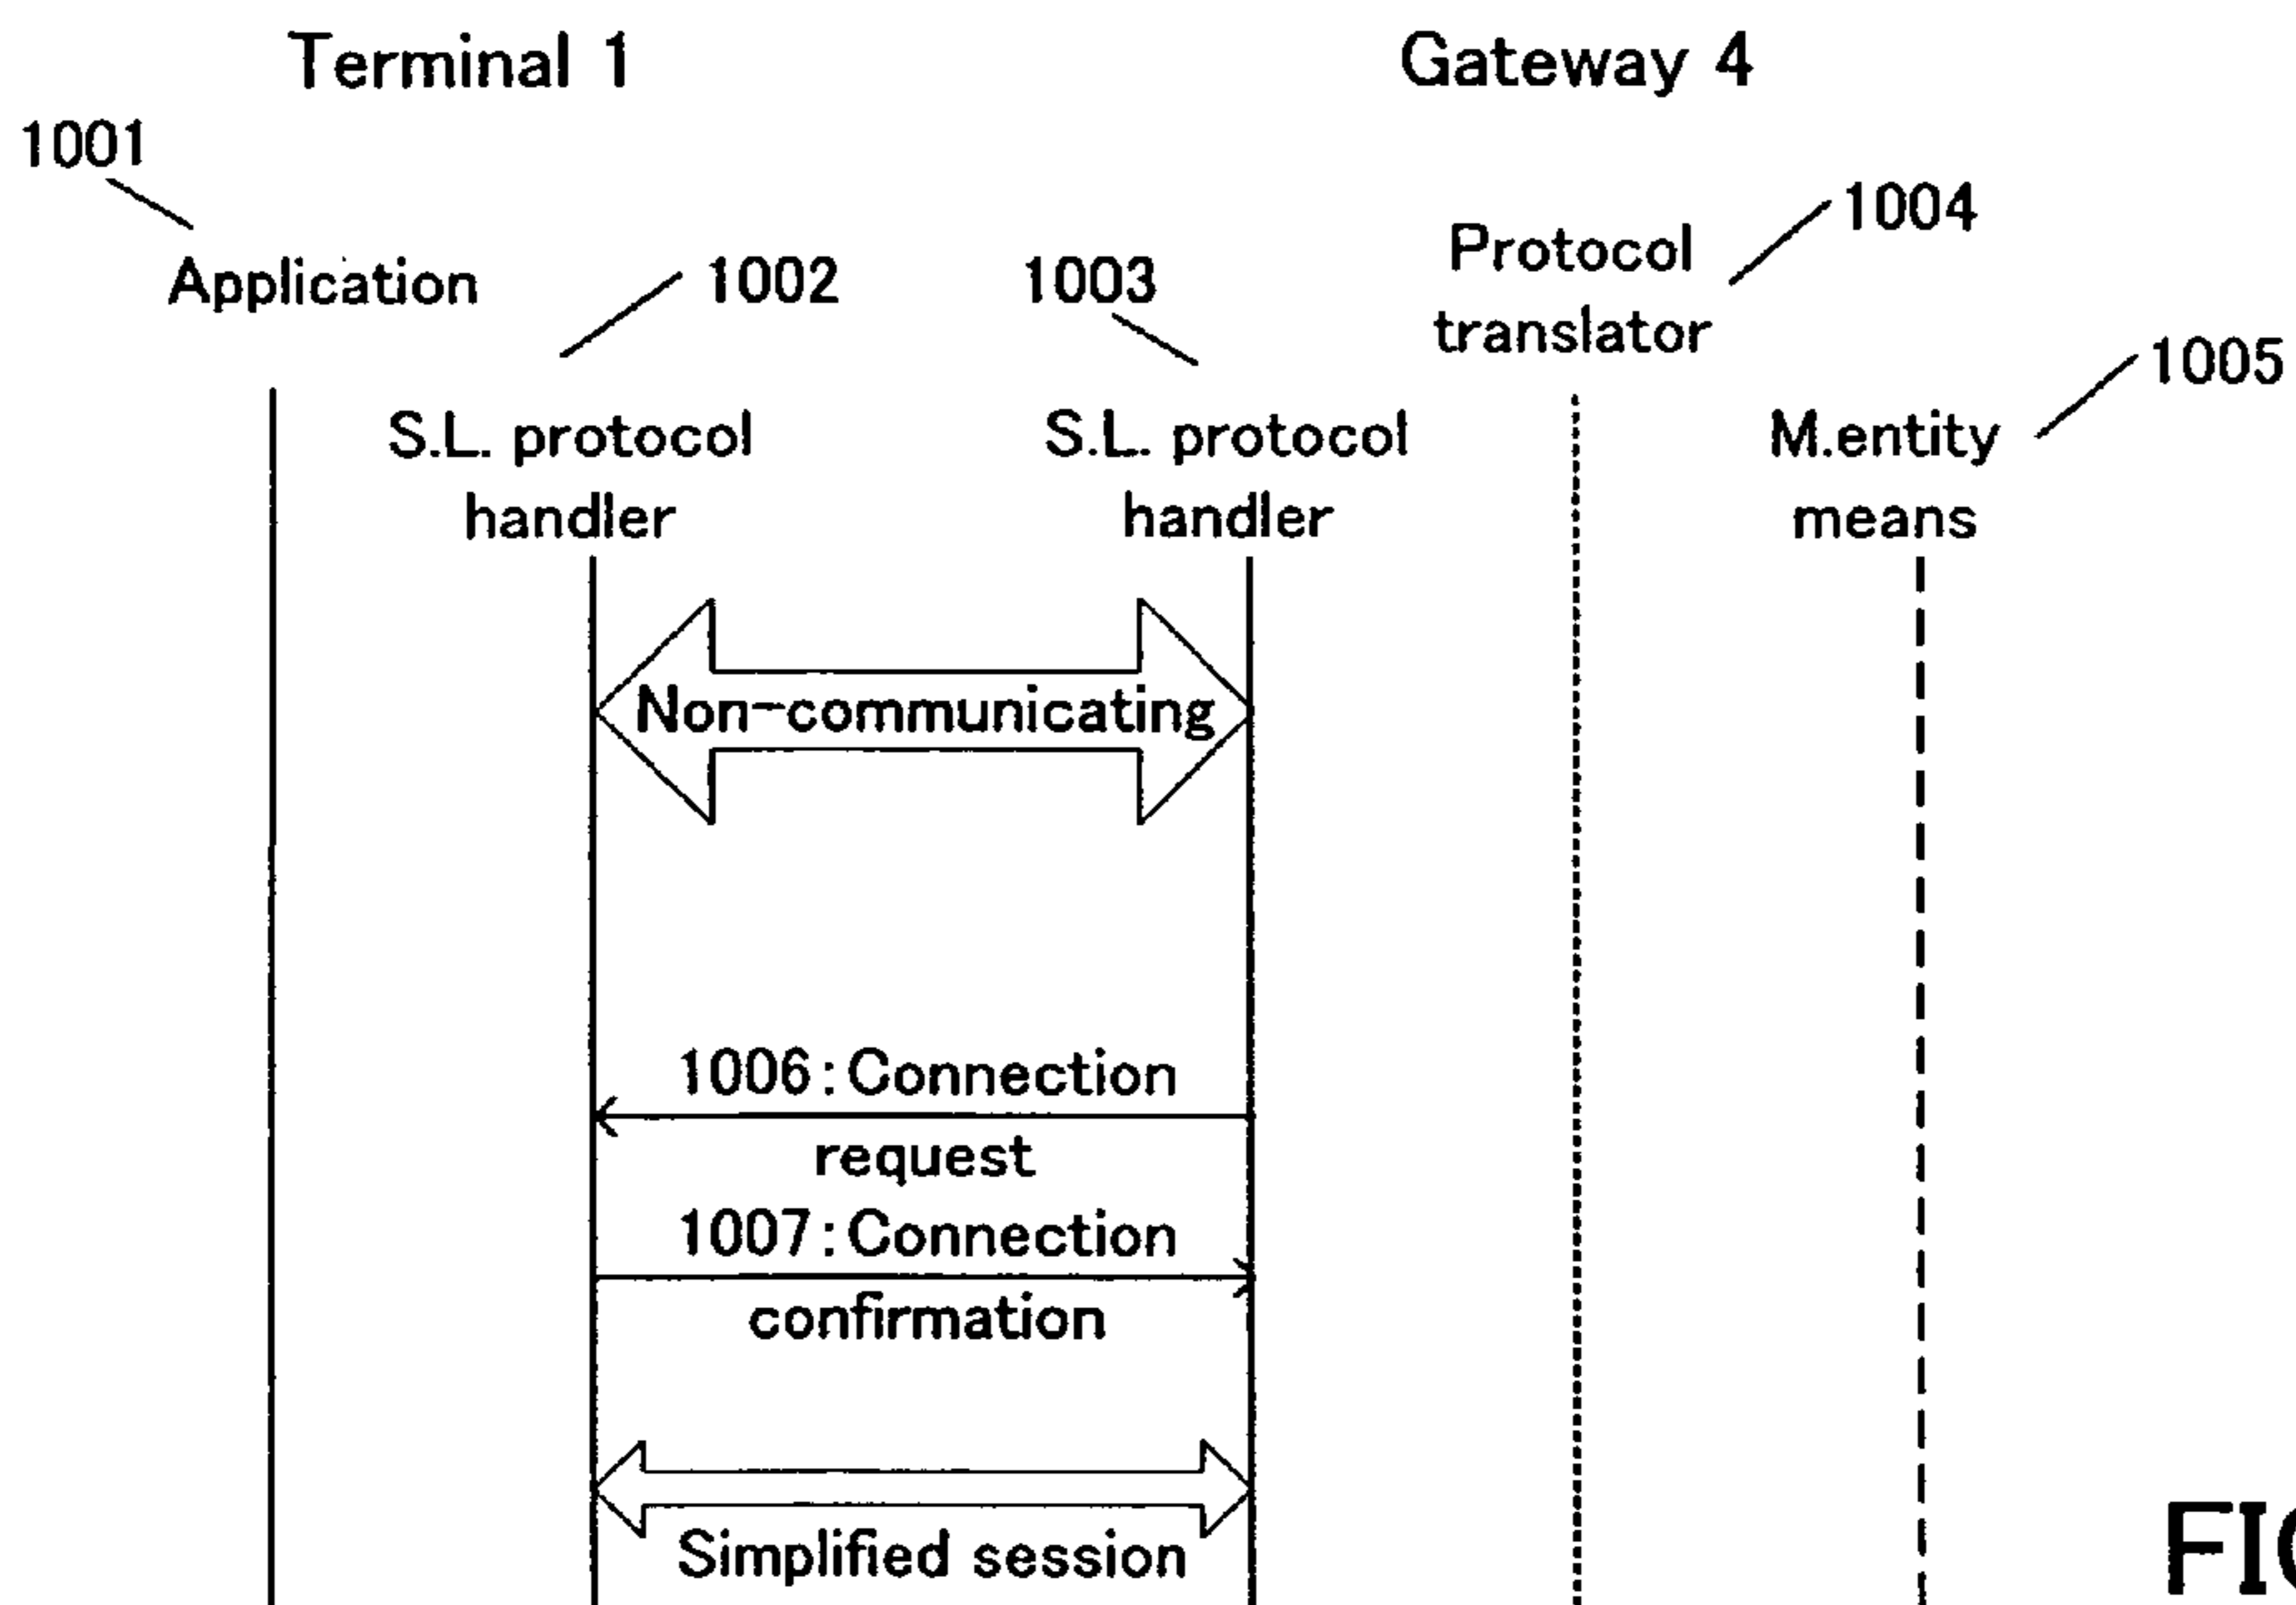 Terminal 1
Gateway 4
1001
1004
Application
1002
1003
Protocol
translator
1005
S.L. protocol
handler
S.L. protocol
handler
M.entity
means
Non-communicating
1006:Connection
request
1007:Connection
confirmation
Simplified session